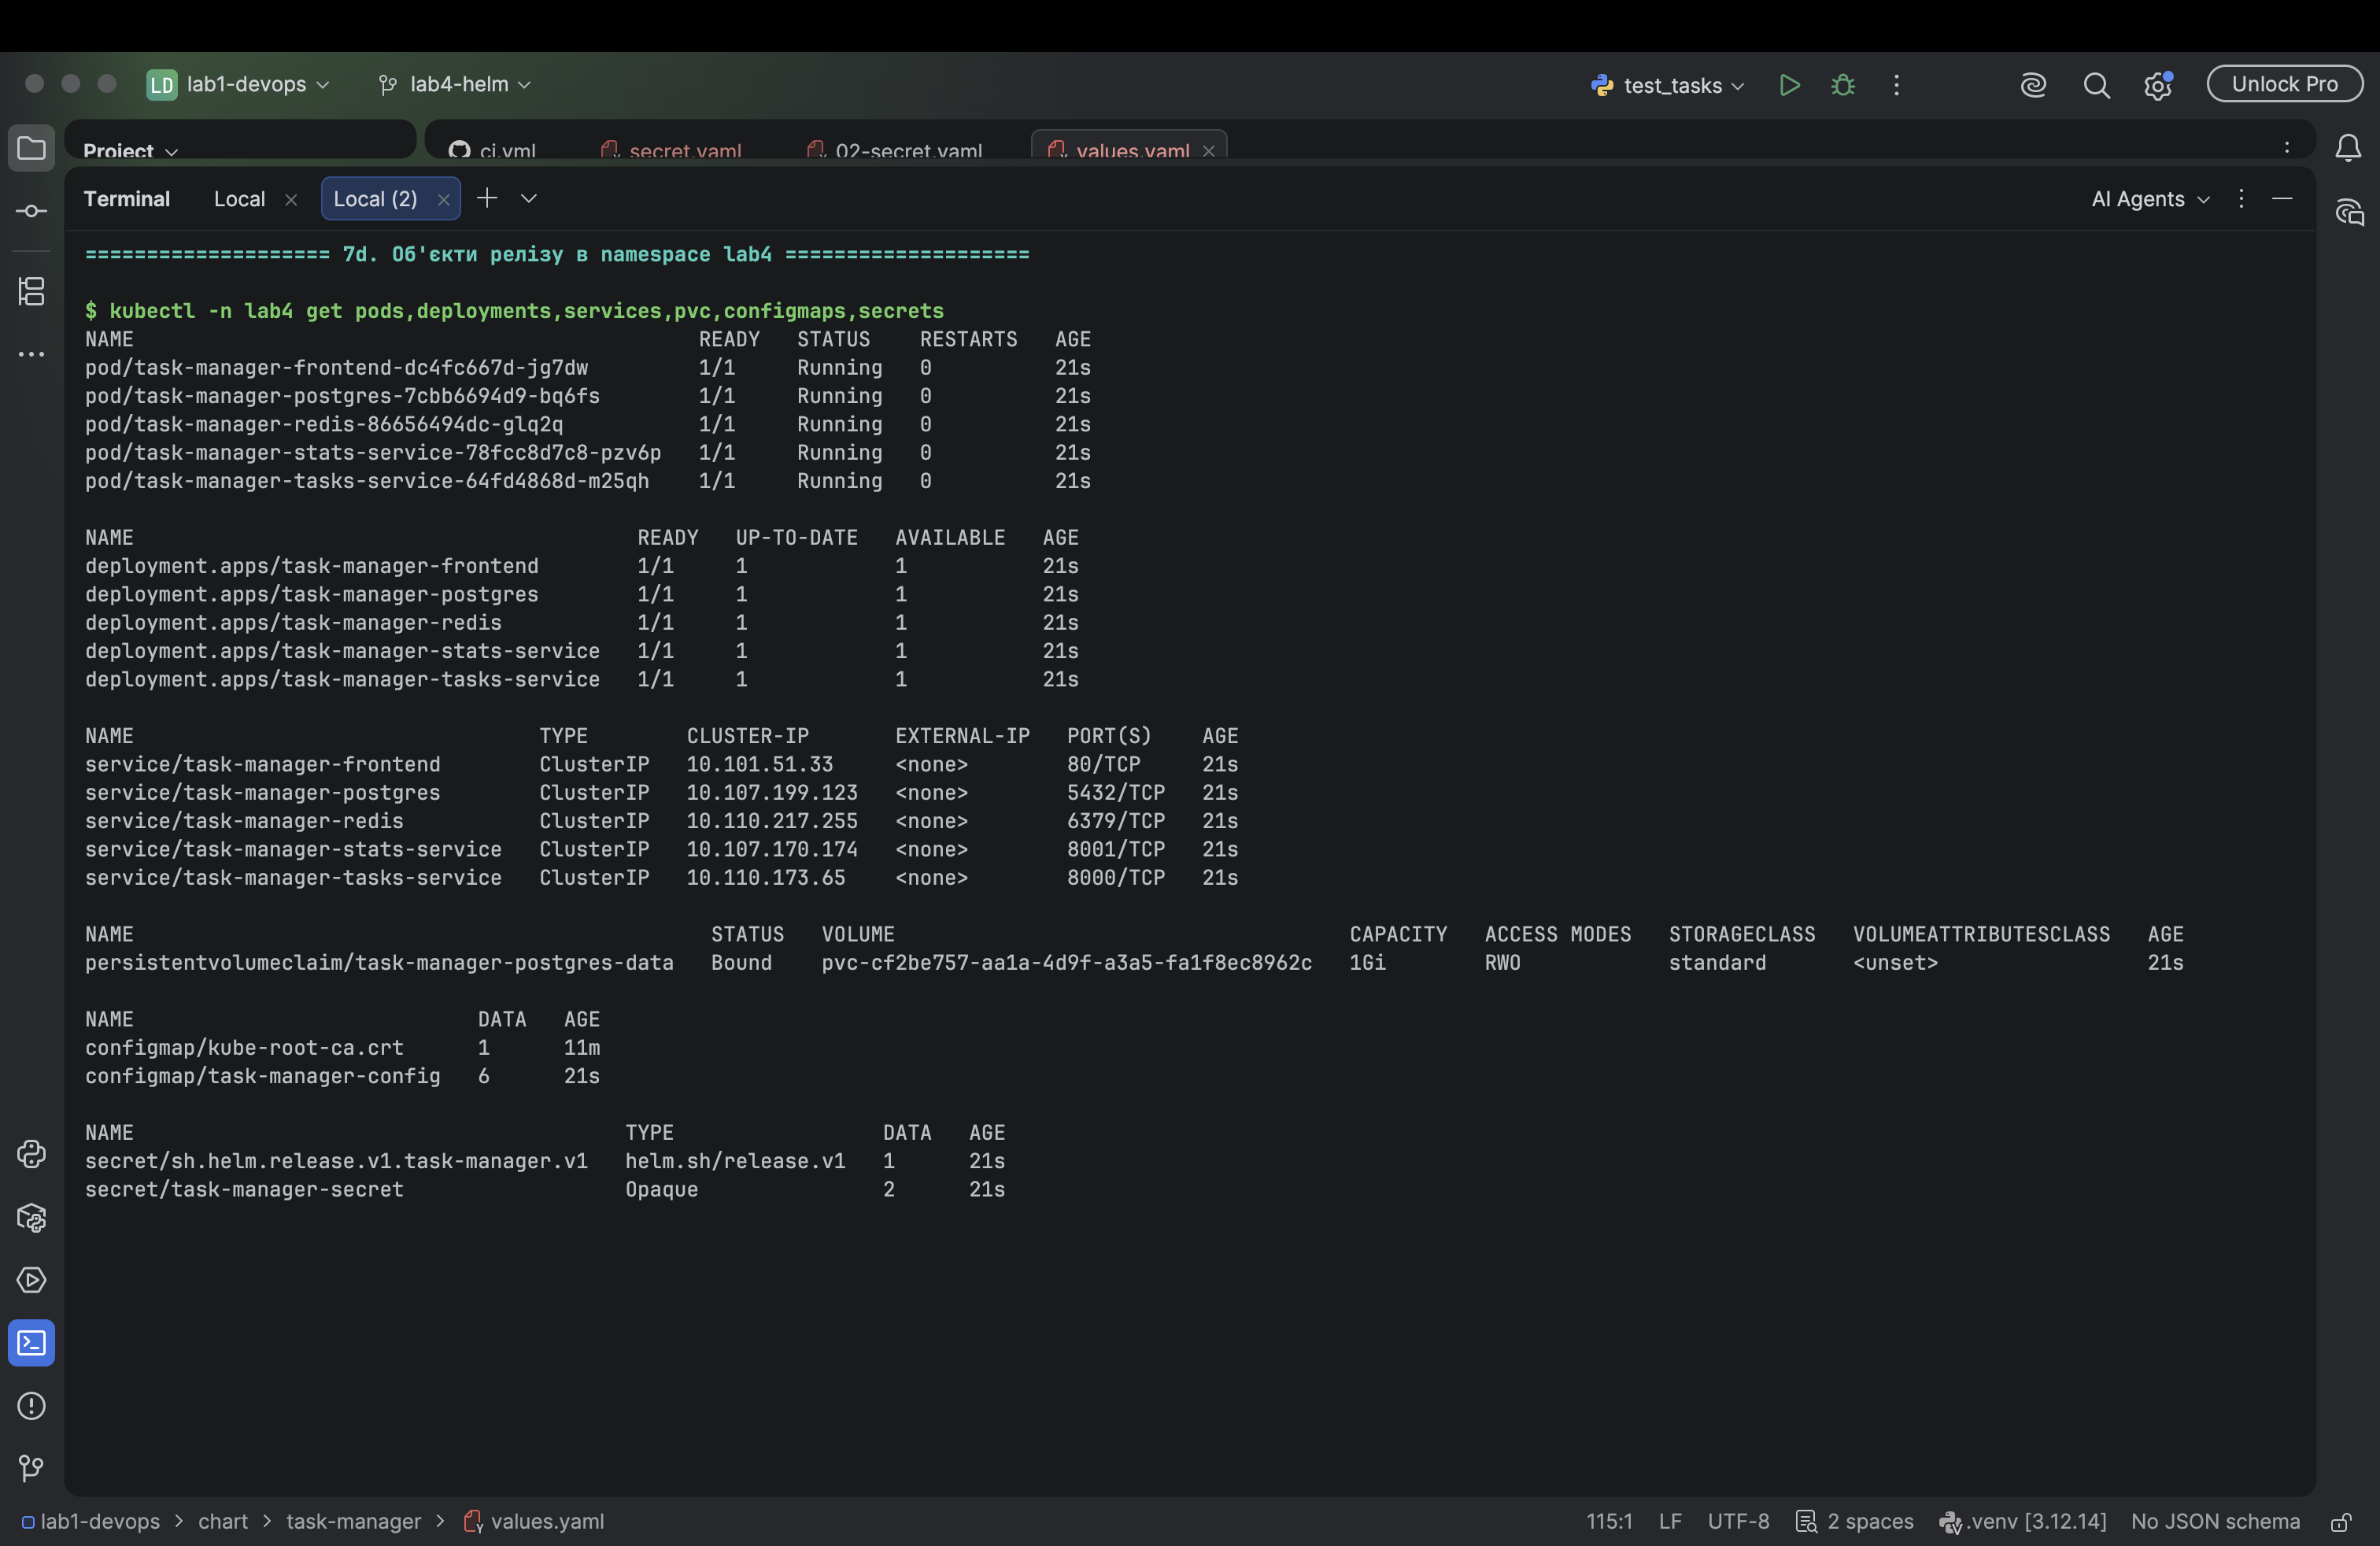 LD lab1-devops lab4-helm test_tasks Unlock Pro
Project ci.yml secret.yaml 02-secret.yaml values.yaml
Terminal Local Local (2) AI Agents
==================== 7d. Об'єкти релізу в namespace lab4 ====================
$ kubectl -n lab4 get pods,deployments,services,pvc,configmaps,secrets
NAME READY STATUS RESTARTS AGE
pod/task-manager-frontend-dc4fc667d-jg7dw 1/1 Running 0 21s
pod/task-manager-postgres-7cbb6694d9-bq6fs 1/1 Running 0 21s
pod/task-manager-redis-86656494dc-glq2q 1/1 Running 0 21s
pod/task-manager-stats-service-78fcc8d7c8-pzv6p 1/1 Running 0 21s
pod/task-manager-tasks-service-64fd4868d-m25qh 1/1 Running 0 21s
NAME READY UP-TO-DATE AVAILABLE AGE
deployment.apps/task-manager-frontend 1/1 1 1 21s
deployment.apps/task-manager-postgres 1/1 1 1 21s
deployment.apps/task-manager-redis 1/1 1 1 21s
deployment.apps/task-manager-stats-service 1/1 1 1 21s
deployment.apps/task-manager-tasks-service 1/1 1 1 21s
NAME TYPE CLUSTER-IP EXTERNAL-IP PORT(S) AGE
service/task-manager-frontend ClusterIP 10.101.51.33 <none> 80/TCP 21s
service/task-manager-postgres ClusterIP 10.107.199.123 <none> 5432/TCP 21s
service/task-manager-redis ClusterIP 10.110.217.255 <none> 6379/TCP 21s
service/task-manager-stats-service ClusterIP 10.107.170.174 <none> 8001/TCP 21s
service/task-manager-tasks-service ClusterIP 10.110.173.65 <none> 8000/TCP 21s
NAME STATUS VOLUME CAPACITY ACCESS MODES STORAGECLASS VOLUMEATTRIBUTESCLASS AGE
persistentvolumeclaim/task-manager-postgres-data Bound pvc-cf2be757-aa1a-4d9f-a3a5-fa1f8ec8962c 1Gi RWO standard <unset> 21s
NAME DATA AGE
configmap/kube-root-ca.crt 1 11m
configmap/task-manager-config 6 21s
NAME TYPE DATA AGE
secret/sh.helm.release.v1.task-manager.v1 helm.sh/release.v1 1 21s
secret/task-manager-secret Opaque 2 21s
lab1-devops > chart > task-manager > values.yaml 115:1 LF UTF-8 2 spaces .venv [3.12.14] No JSON schema